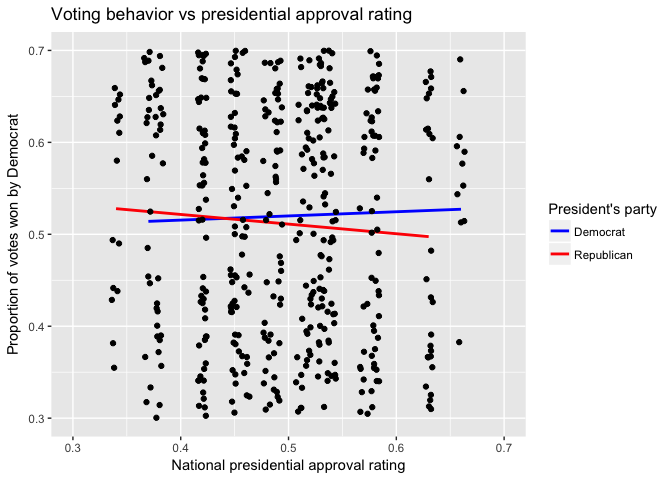 Voting behavior vs presidential approval rating
Proportion of votes won by Democrat
0.7
0.6
0.5
0.4
0.3
0.3 0.4 0.5 0.6 0.7
National presidential approval rating
President's party
Democrat
Republican